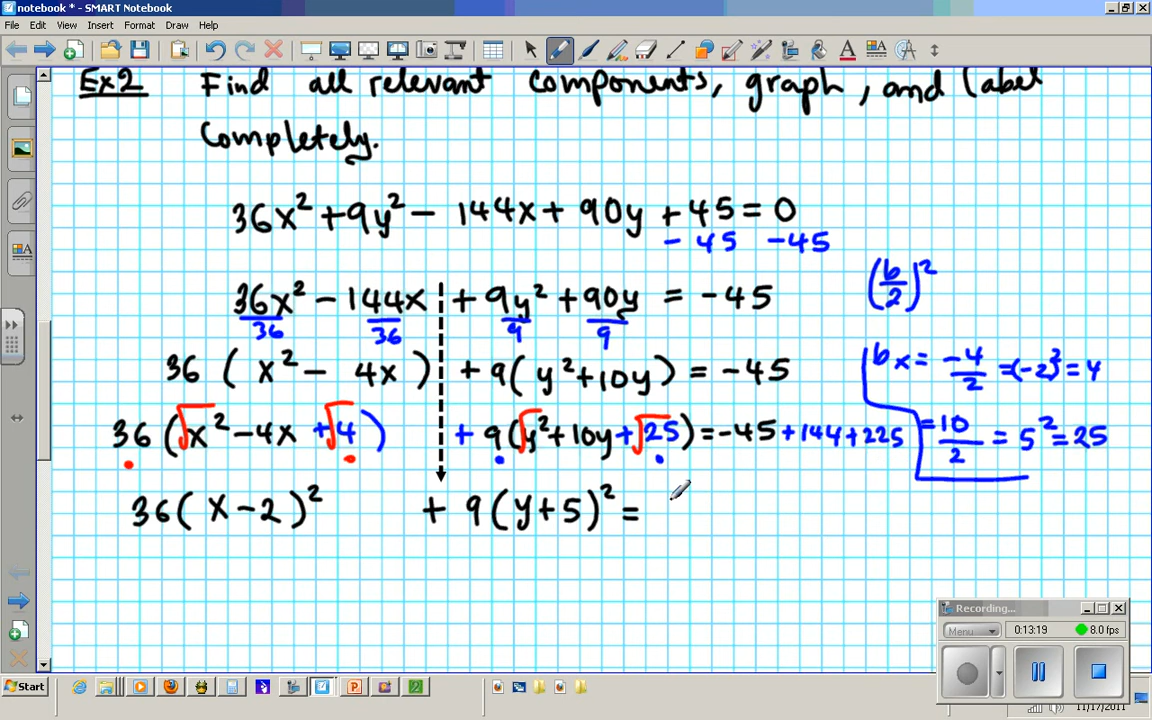 notebook * - SMART Notebook
File Edit View Insert Format Draw Help
Ex2 Find all relevant components, graph, and label
Completely.
36x² + 9y² − 144x + 90y + 45 = 0
− 45 −45
36x² − 144x + 9y² + 90y = −45
36 36 9 9
(b/2)²
36 ( x² − 4x ) + 9( y² + 10y ) = −45
bx = −4/2 = (−2)² = 4
36 ( √x² − 4x + √4 ) + 9( √y² + 10y + √25 ) = −45 + 144 + 225
= 10/2 = 5² = 25
36 ( x − 2 )² + 9 ( y + 5 )² =
Recording...
Menu 0:13:19 8.0 fps
Start
11/17/2011